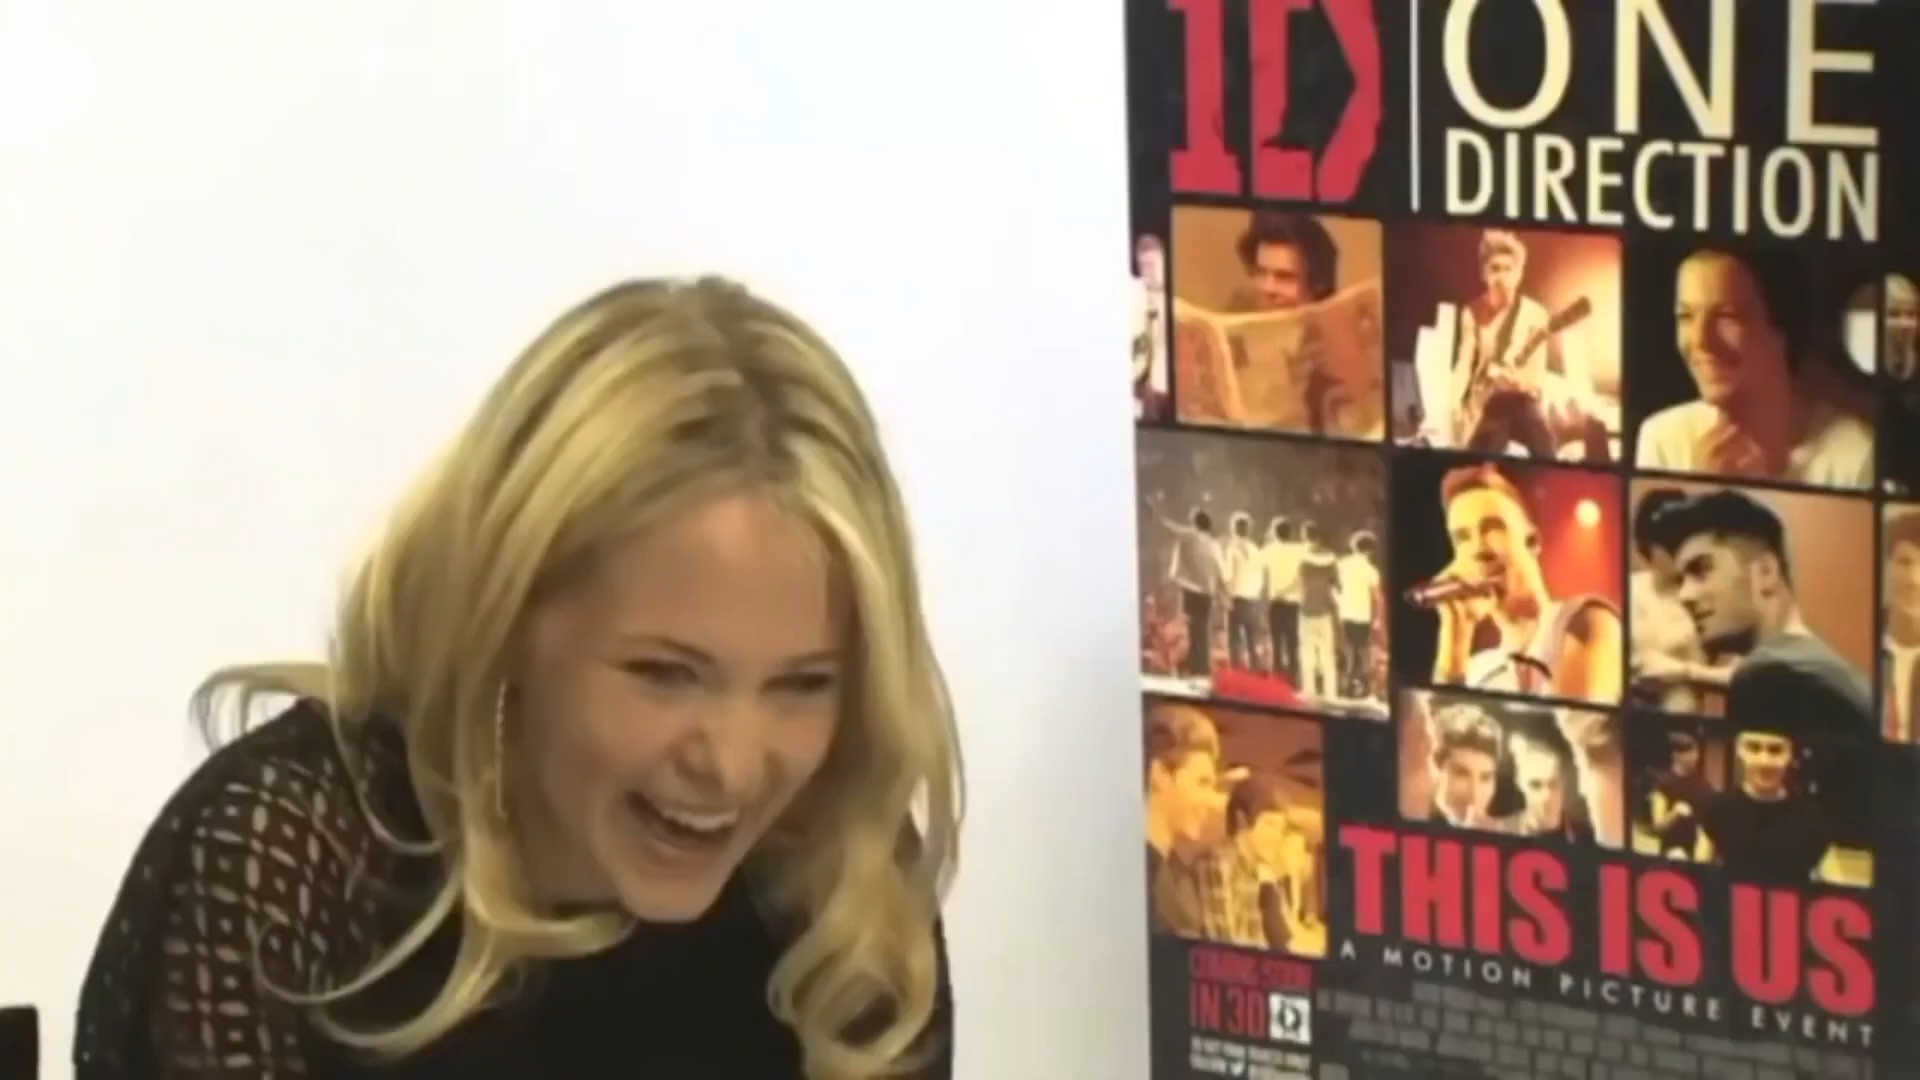 1D
ONE
DIRECTION
THIS IS US
A MOTION PICTURE EVENT
COMING SOON
IN 3D